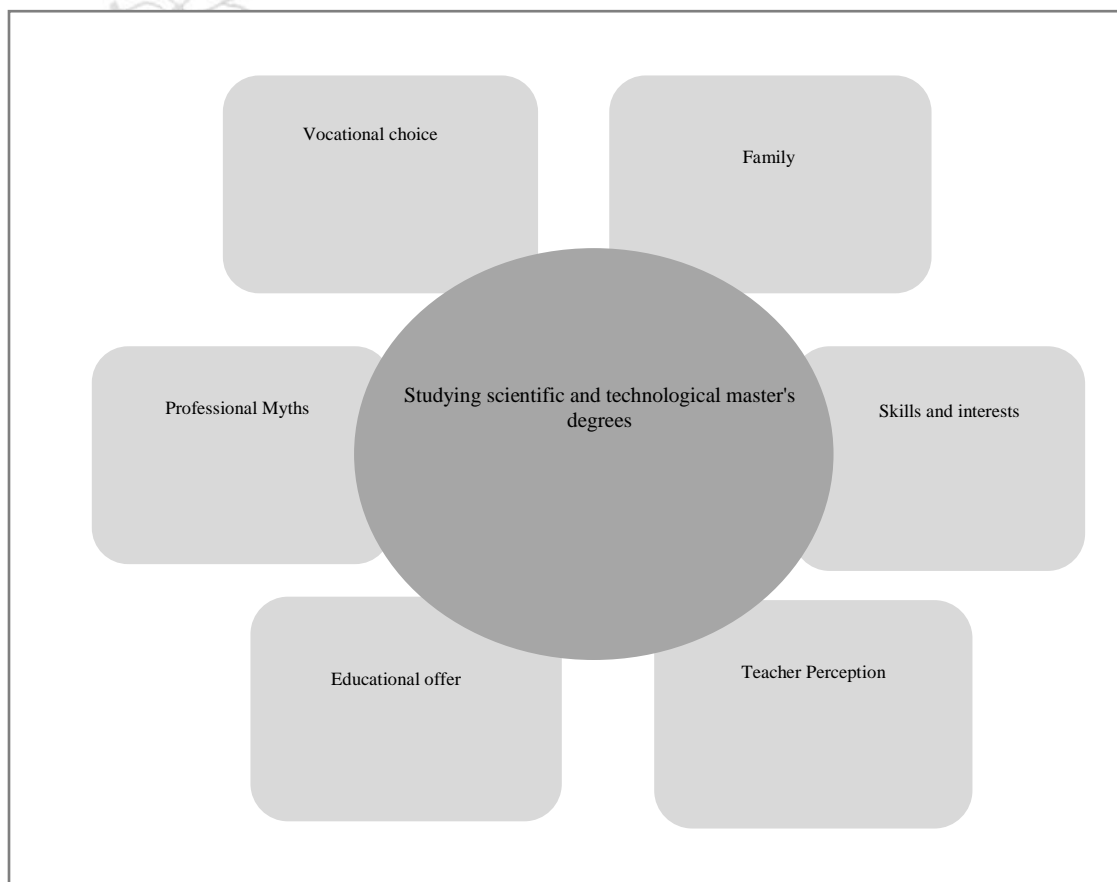 Vocational choice
Family
Professional Myths
Studying scientific and technological master's
degrees
Skills and interests
Educational offer
Teacher Perception